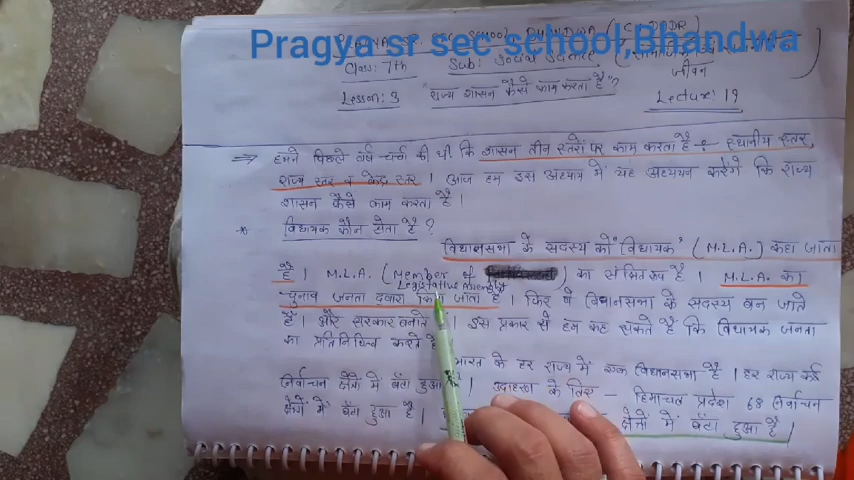 Pragya sr sec school,Bhandwa
Class: 7th Sub: Social Science
जीवन
Lesson: 3 "राज्य शासन कैसे काम करता है"? Lecture: 19
⇒ हमने पिछले वर्ष चर्चा की थी कि शासन तीन स्तरों पर काम करता है : स्थानीय स्तर,
राज्य स्तर व केंद्र स्तर । आज हम इस अध्याय में यह अध्ययन करेंगे कि राज्य
शासन कैसे काम करता है ।
* विधायक कौन होता है ?
विधानसभा के सदस्य को "विधायक" (M.L.A.) कहा जाता
है । M.L.A. (Member of ) का संक्षिप्त रूप है । M.L.A. का
Legislative Assembly
चुनाव जनता द्वारा किया जाता है । फिर वे विधानसभा के सदस्य बन जाते
हैं । और सरकार बनाते । इस प्रकार से हम कह सकते हैं कि विधायक जनता
का प्रतिनिधित्व करते है
भारत के हर राज्य में एक विधानसभा है । हर राज्य कई
निर्वाचन क्षेत्रों में बँटा हुआ । उदाहरण के लिए - हिमाचल प्रदेश 68 निर्वाचन
क्षेत्रों में बँटा हुआ है । क्षेत्रों में बँटा हुआ है ।